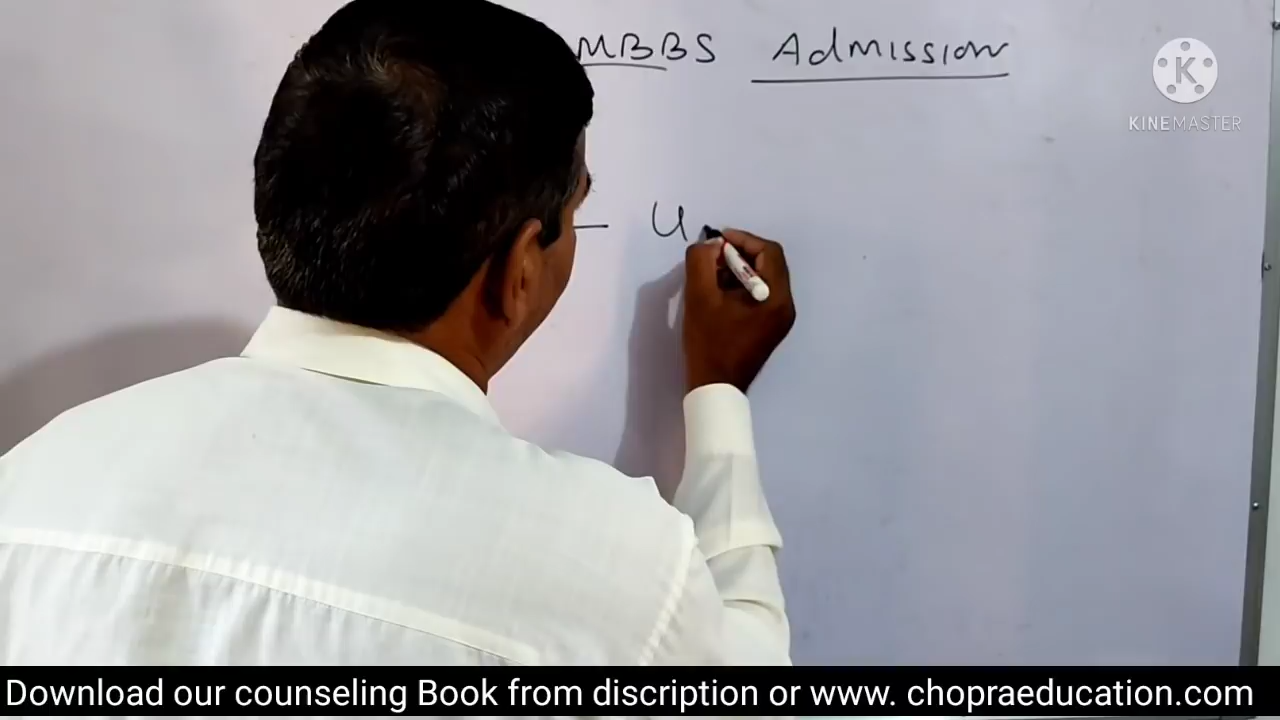 MBBS Admission
KINEMASTER
- U
Download our counseling Book from discription or www. chopraeducation.com